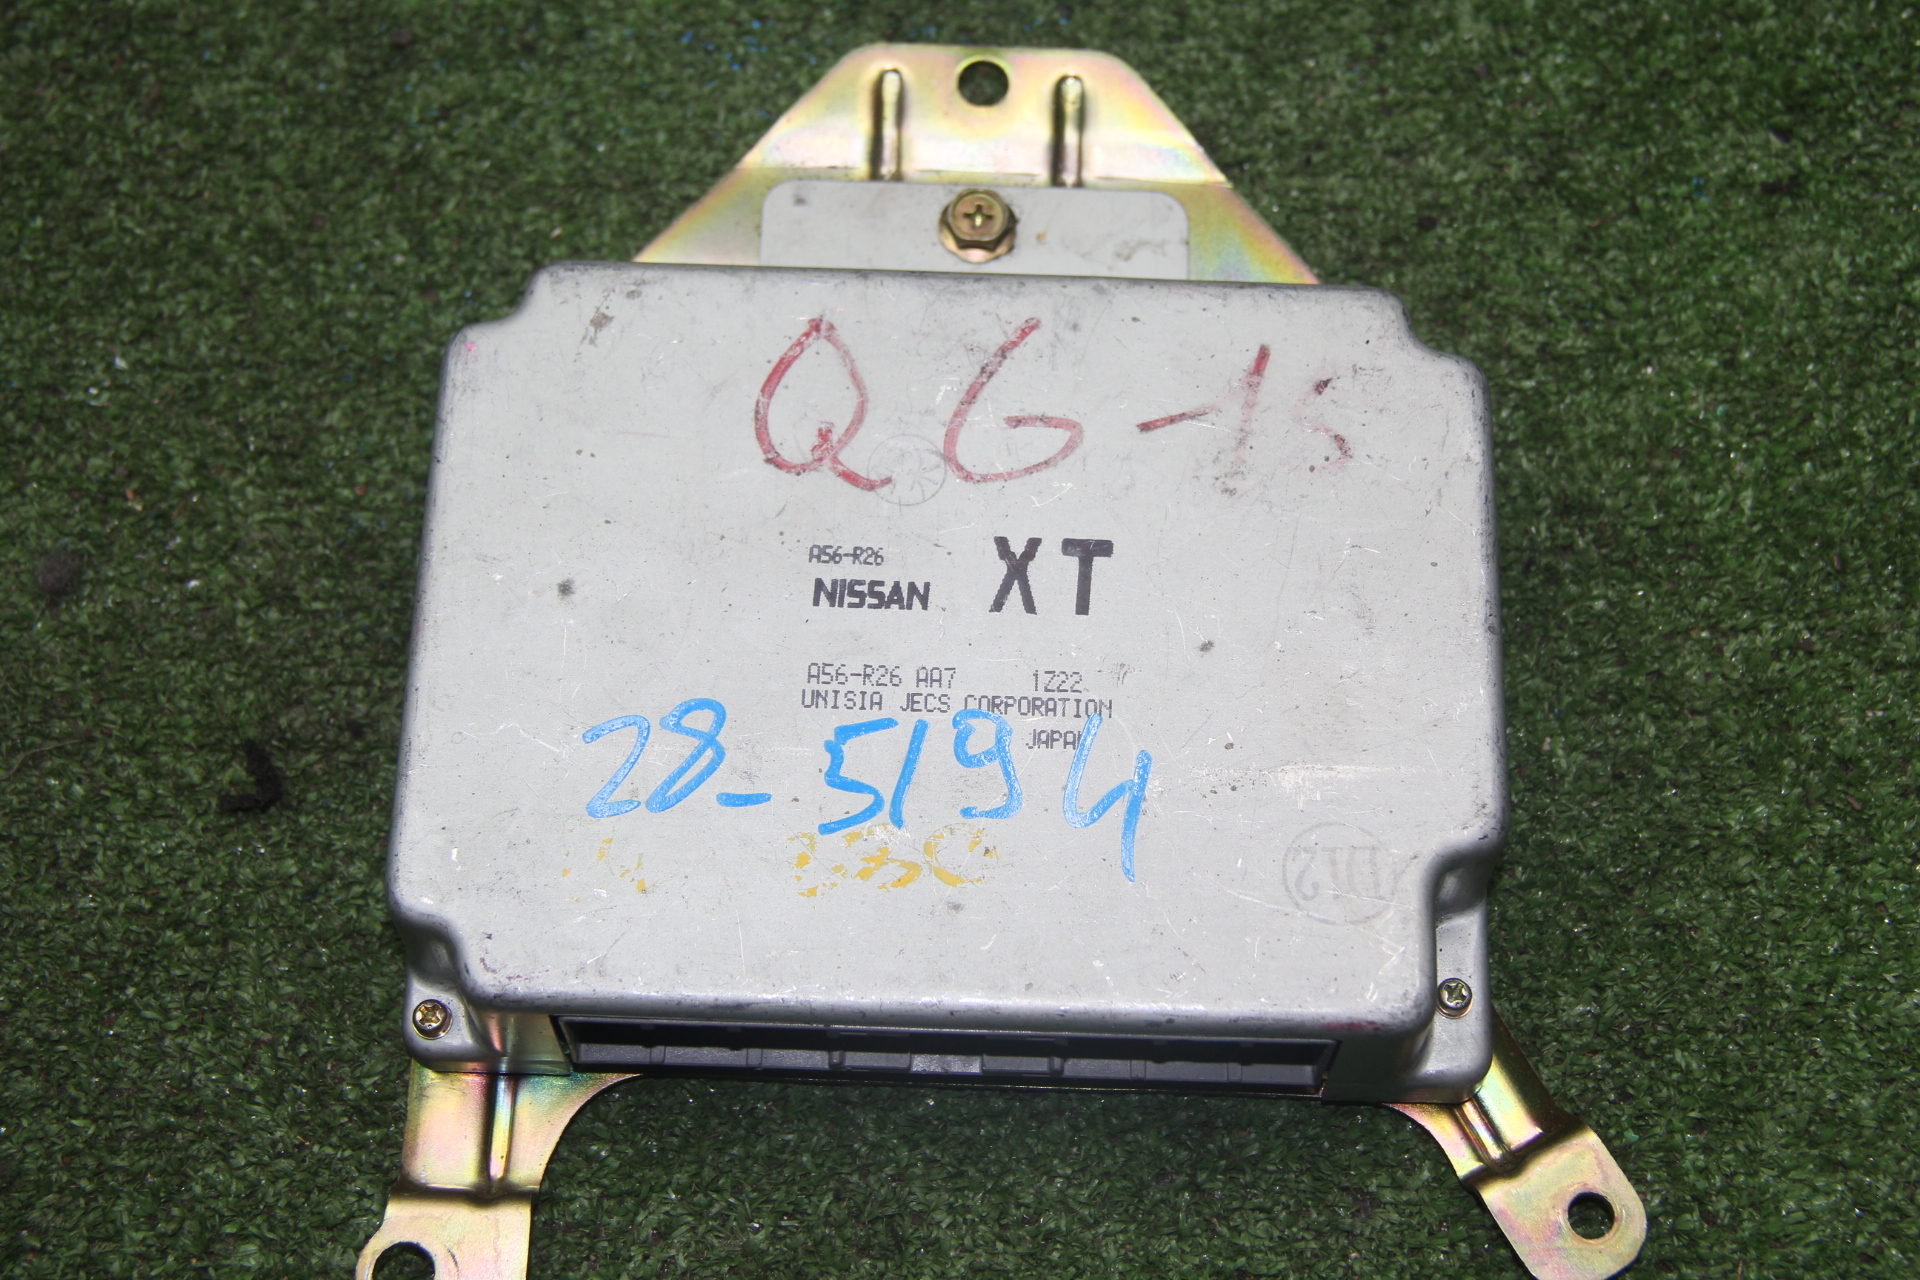 QG-15
A56-R26
NISSAN XT
A56-R26 AA7 1Z22
UNISIA JECS CORPORATION
JAPAN
28-5194